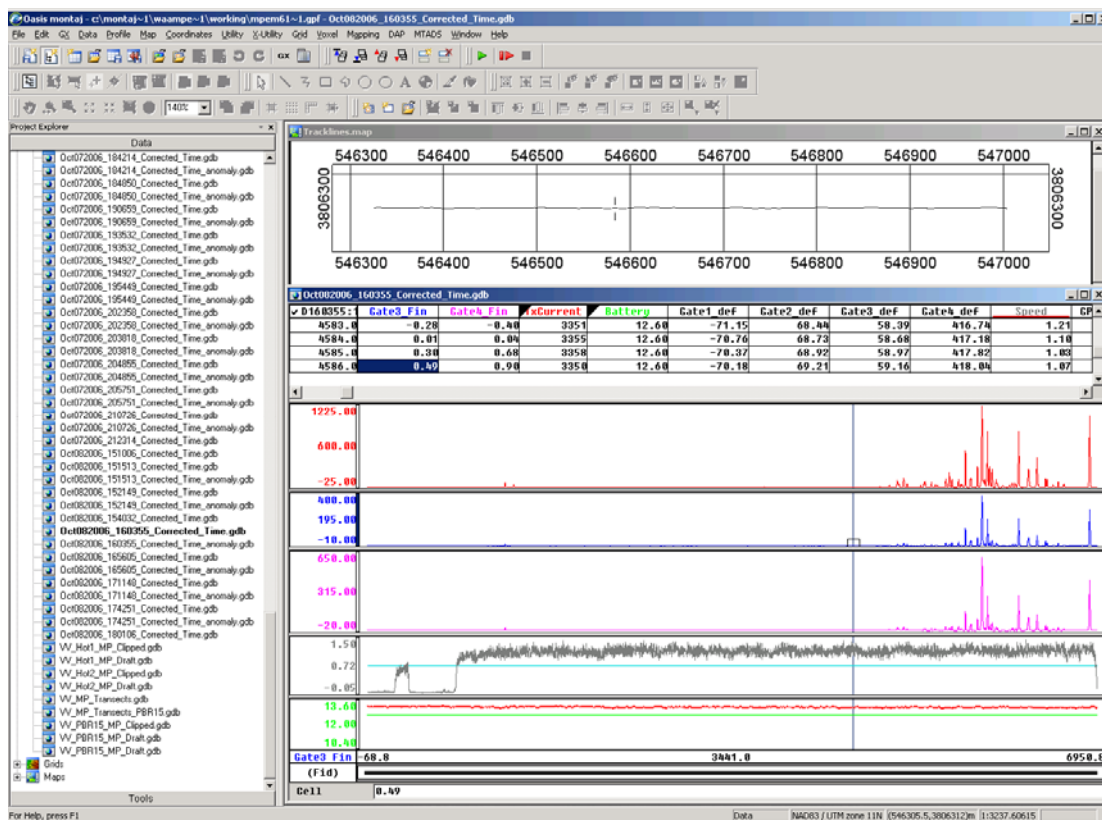 Oasis montaj - c:\montaj~1\waampe~1\working\mpem61~1.gpf - Oct082006_160355_Corrected_Time.gdb
File Edit GX Data Profile Map Coordinates Utility X-Utility Grid Voxel Mapping DAP MTADS Window Help
GX
140%
Project Explorer
Data
Oct072006_184214_Corrected_Time.gdb
Oct072006_184214_Corrected_Time_anomaly.gdb
Oct072006_184850_Corrected_Time.gdb
Oct072006_184850_Corrected_Time_anomaly.gdb
Oct072006_190659_Corrected_Time.gdb
Oct072006_190659_Corrected_Time_anomaly.gdb
Oct072006_193532_Corrected_Time.gdb
Oct072006_193532_Corrected_Time_anomaly.gdb
Oct072006_194927_Corrected_Time.gdb
Oct072006_194927_Corrected_Time_anomaly.gdb
Oct072006_195449_Corrected_Time.gdb
Oct072006_195449_Corrected_Time_anomaly.gdb
Oct072006_202358_Corrected_Time.gdb
Oct072006_202358_Corrected_Time_anomaly.gdb
Oct072006_203818_Corrected_Time.gdb
Oct072006_203818_Corrected_Time_anomaly.gdb
Oct072006_204855_Corrected_Time.gdb
Oct072006_204855_Corrected_Time_anomaly.gdb
Oct072006_205751_Corrected_Time.gdb
Oct072006_205751_Corrected_Time_anomaly.gdb
Oct072006_210726_Corrected_Time.gdb
Oct072006_210726_Corrected_Time_anomaly.gdb
Oct072006_212314_Corrected_Time.gdb
Oct082006_151006_Corrected_Time.gdb
Oct082006_151513_Corrected_Time.gdb
Oct082006_151513_Corrected_Time_anomaly.gdb
Oct082006_152149_Corrected_Time.gdb
Oct082006_152149_Corrected_Time_anomaly.gdb
Oct082006_154032_Corrected_Time.gdb
Oct082006_160355_Corrected_Time.gdb
Oct082006_160355_Corrected_Time_anomaly.gdb
Oct082006_165605_Corrected_Time.gdb
Oct082006_165605_Corrected_Time_anomaly.gdb
Oct082006_171148_Corrected_Time.gdb
Oct082006_171148_Corrected_Time_anomaly.gdb
Oct082006_174251_Corrected_Time.gdb
Oct082006_174251_Corrected_Time_anomaly.gdb
Oct082006_180106_Corrected_Time.gdb
VV_Hot1_MP_Clipped.gdb
VV_Hot1_MP_Draft.gdb
VV_Hot2_MP_Clipped.gdb
VV_Hot2_MP_Draft.gdb
VV_MP_Transects.gdb
VV_MP_Transects_PBR15.gdb
VV_PBR15_MP_Clipped.gdb
VV_PBR15_MP_Draft.gdb
VV_PBR15_MP_Draft.gdb
Grids
Maps
Tools
Tracklines.map
546300 546400 546500 546600 546700 546800 546900 547000
3806300 3806300
546300 546400 546500 546600 546700 546800 546900 547000
Oct082006_160355_Corrected_Time.gdb
D160355:1 Gate3_Fin Gate4_Fin TxCurrent Battery Gate1_def Gate2_def Gate3_def Gate4_def Speed GP
4583.0 -0.28 -0.40 3351 12.60 -71.15 68.44 58.39 416.74 1.21
4584.0 0.01 0.04 3355 12.60 -70.76 68.73 58.68 417.18 1.10
4585.0 0.30 0.68 3358 12.60 -70.37 68.92 58.97 417.82 1.03
4586.0 0.49 0.90 3350 12.60 -70.18 69.21 59.16 418.04 1.07
1225.00
600.00
-25.00
400.00
195.00
-10.00
650.00
315.00
-20.00
1.50
0.72
-0.05
13.60
12.00
10.40
Gate3 Fin -68.8 3441.0 6950.8
(Fid)
Cell 0.49
For Help, press F1
Data NAD83 / UTM zone 11N (546305.5,3806312)m 1:3237.60615